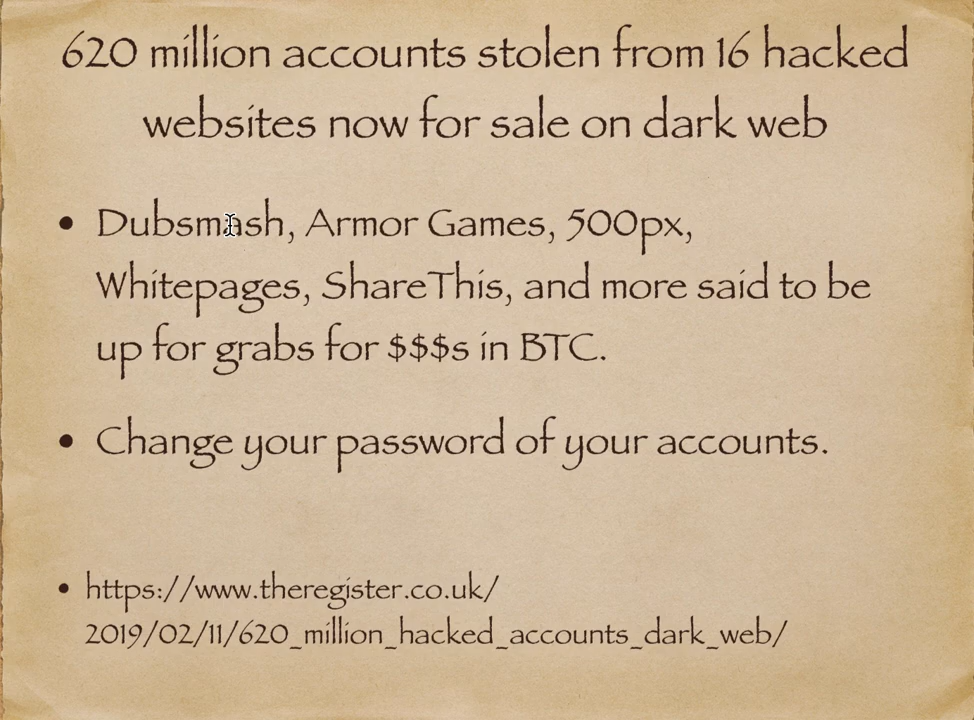 620 million accounts stolen from 16 hacked
websites now for sale on dark web
• Dubsmash, Armor Games, 500px,
Whitepages, ShareThis, and more said to be
up for grabs for $$$s in BTC.
• Change your password of your accounts.
• https://www.theregister.co.uk/
2019/02/11/620_million_hacked_accounts_dark_web/